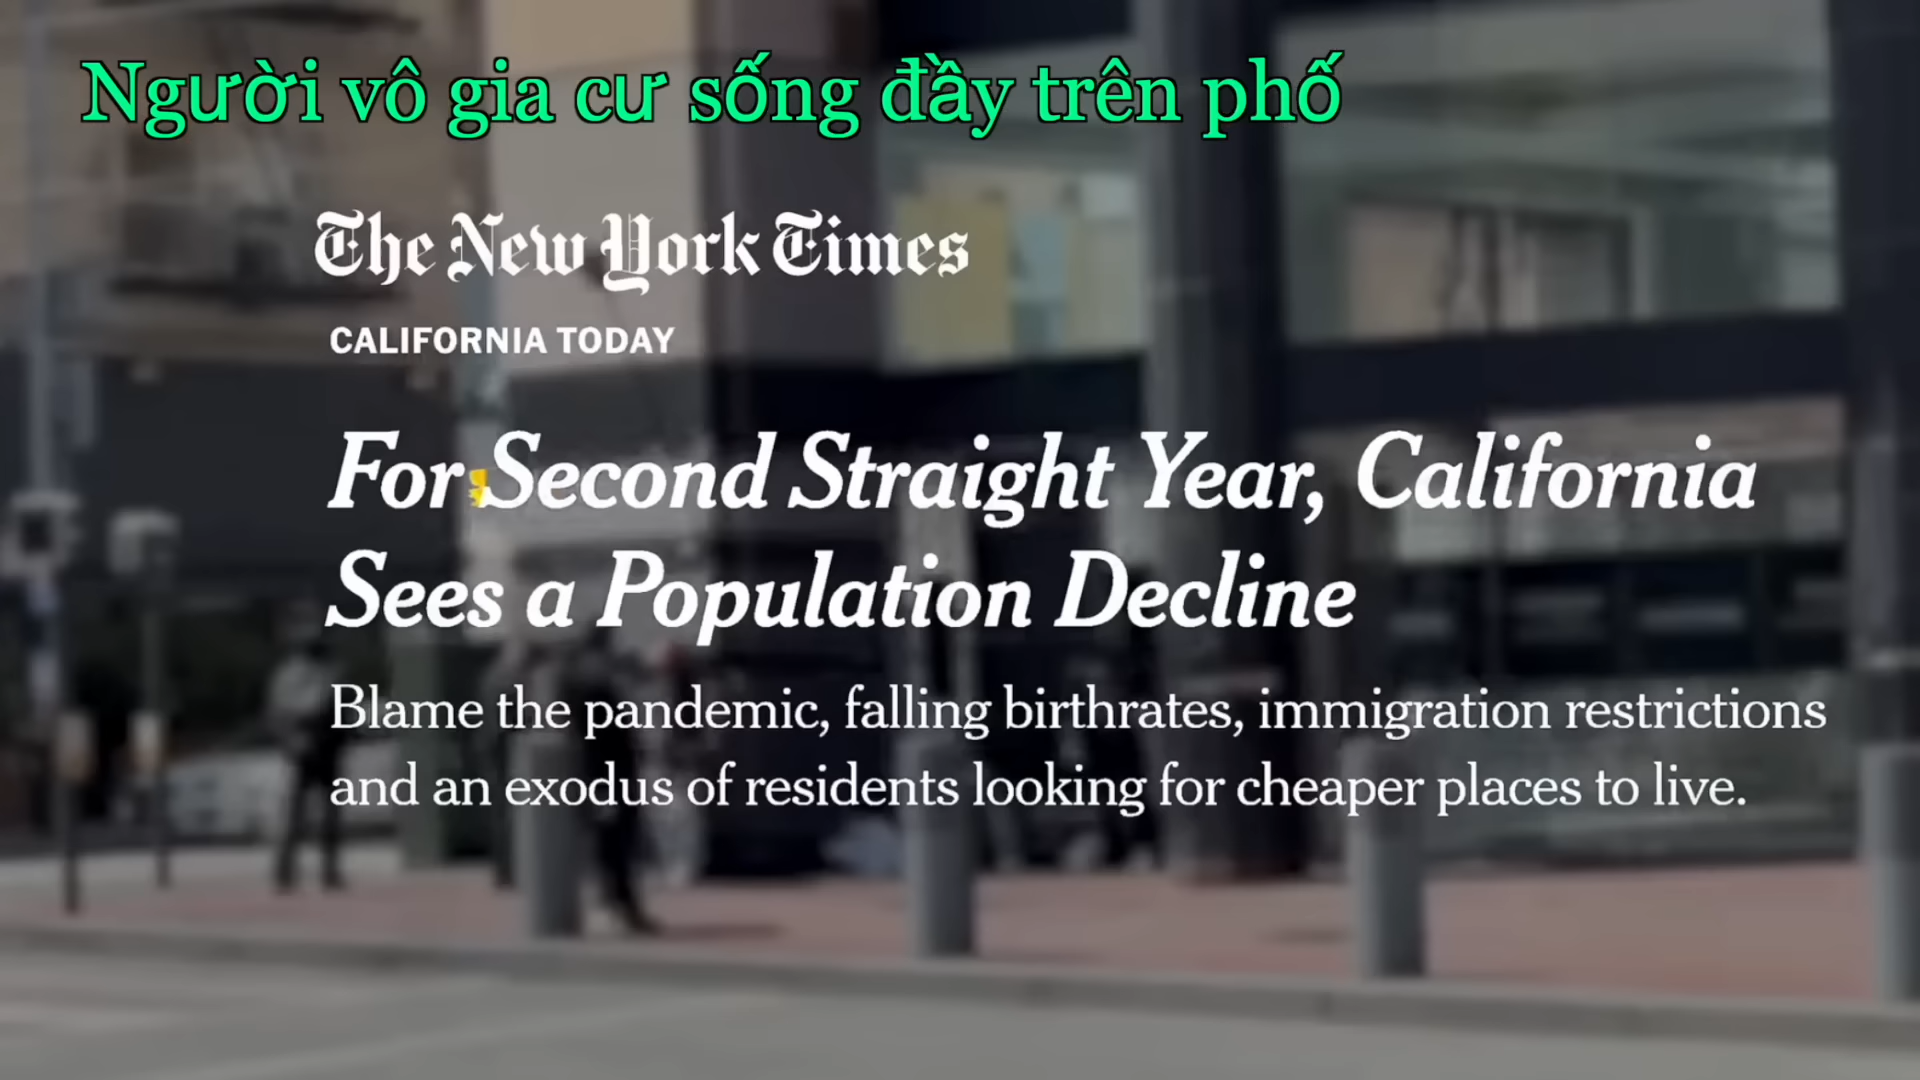 Người vô gia cư sống đầy trên phố
The New York Times
CALIFORNIA TODAY
For Second Straight Year, California
Sees a Population Decline
Blame the pandemic, falling birthrates, immigration restrictions
and an exodus of residents looking for cheaper places to live.